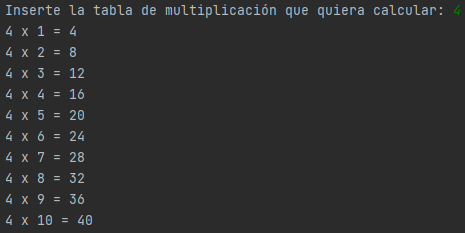 Inserte la tabla de multiplicación que quiera calcular: 4
4 x 1 = 4
4 x 2 = 8
4 x 3 = 12
4 x 4 = 16
4 x 5 = 20
4 x 6 = 24
4 x 7 = 28
4 x 8 = 32
4 x 9 = 36
4 x 10 = 40